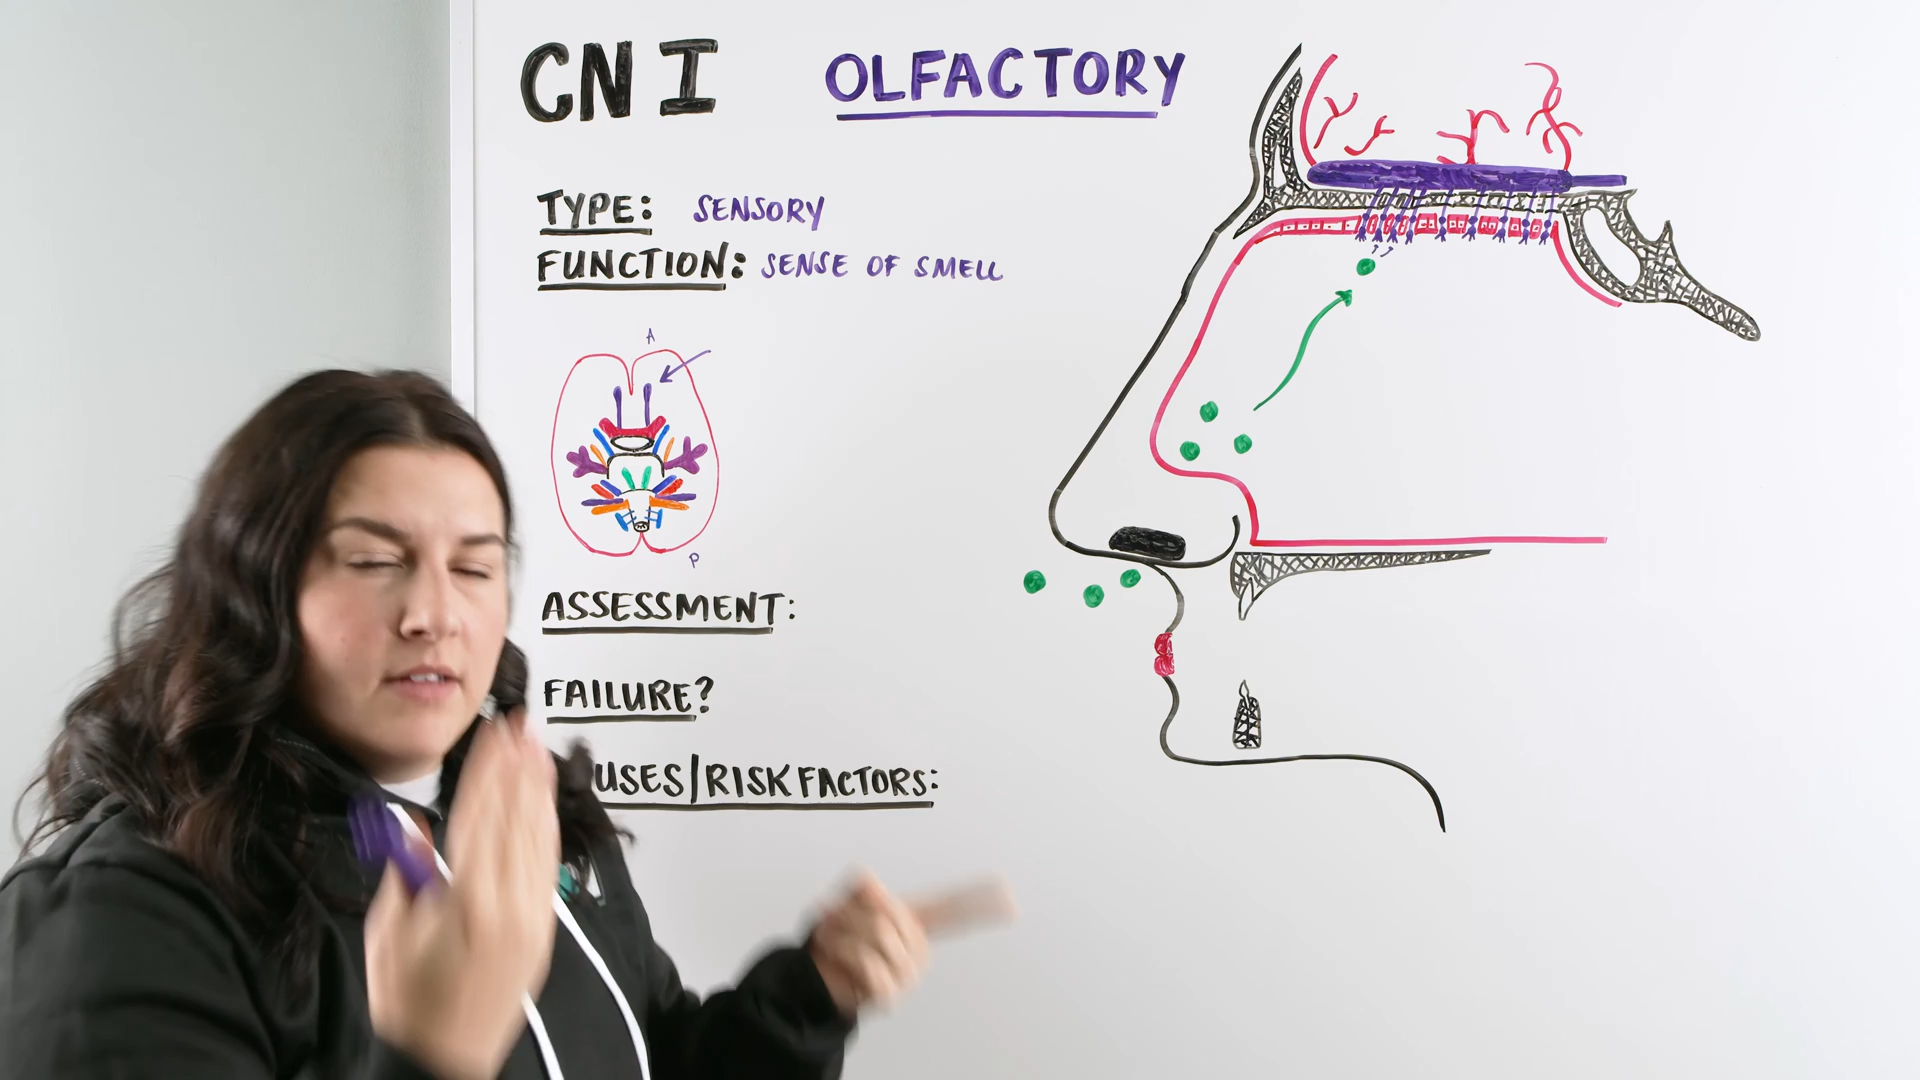 CN I OLFACTORY
TYPE: SENSORY
FUNCTION: SENSE OF SMELL
A
P
ASSESSMENT:
FAILURE?
USES/RISK FACTORS: